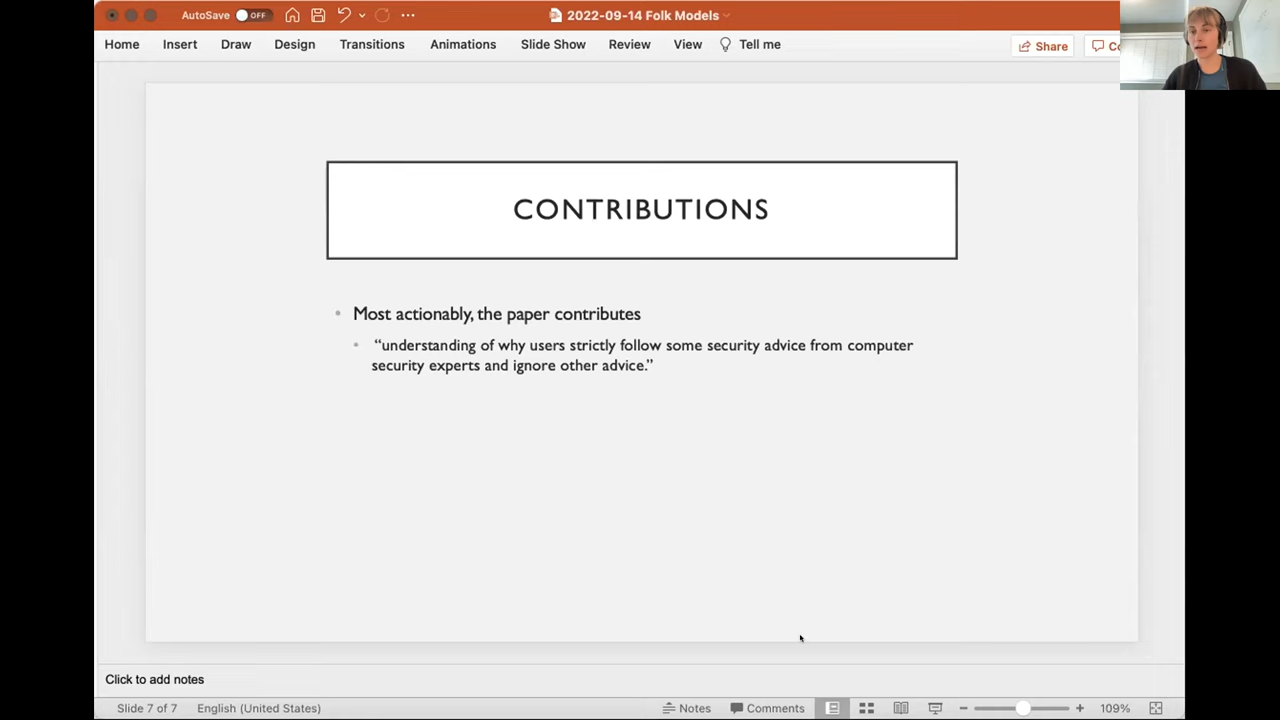 AutoSave OFF
2022-09-14 Folk Models
Home Insert Draw Design Transitions Animations Slide Show Review View Tell me
Share
CONTRIBUTIONS
• Most actionably, the paper contributes
• “understanding of why users strictly follow some security advice from computer
security experts and ignore other advice.”
Click to add notes
Slide 7 of 7 English (United States) Notes Comments 109%